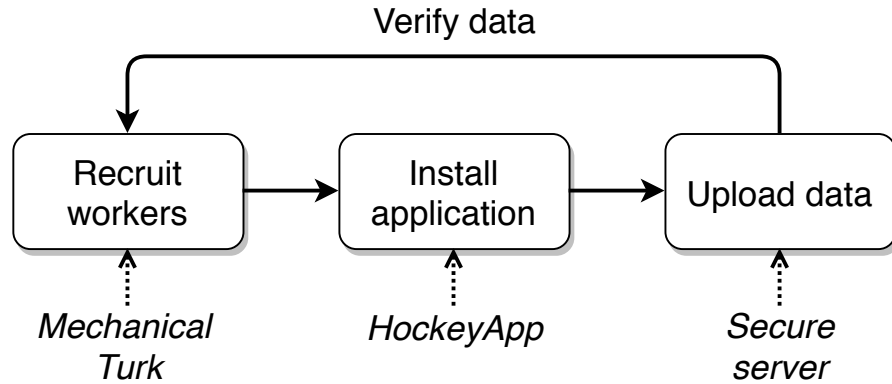 Verify data
Recruit
workers
Install
application
Upload data
Mechanical
Turk
HockeyApp
Secure
server